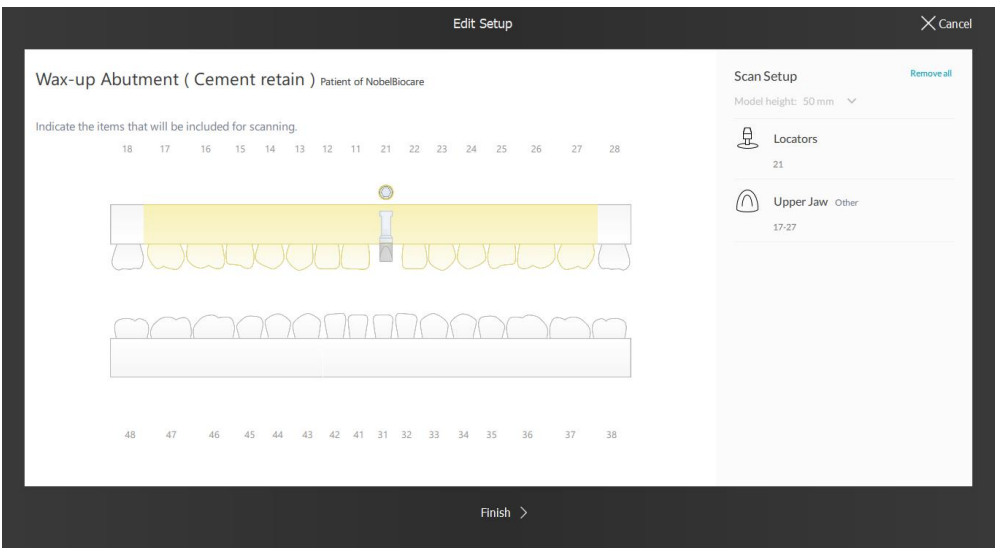 Edit Setup
Cancel
Wax-up Abutment ( Cement retain ) Patient of NobelBiocare
Indicate the items that will be included for scanning.
18 17 16 15 14 13 12 11 21 22 23 24 25 26 27 28
48 47 46 45 44 43 42 41 31 32 33 34 35 36 37 38
Scan Setup Remove all
Model height: 50 mm
Locators
21
Upper Jaw Other
17-27
Finish